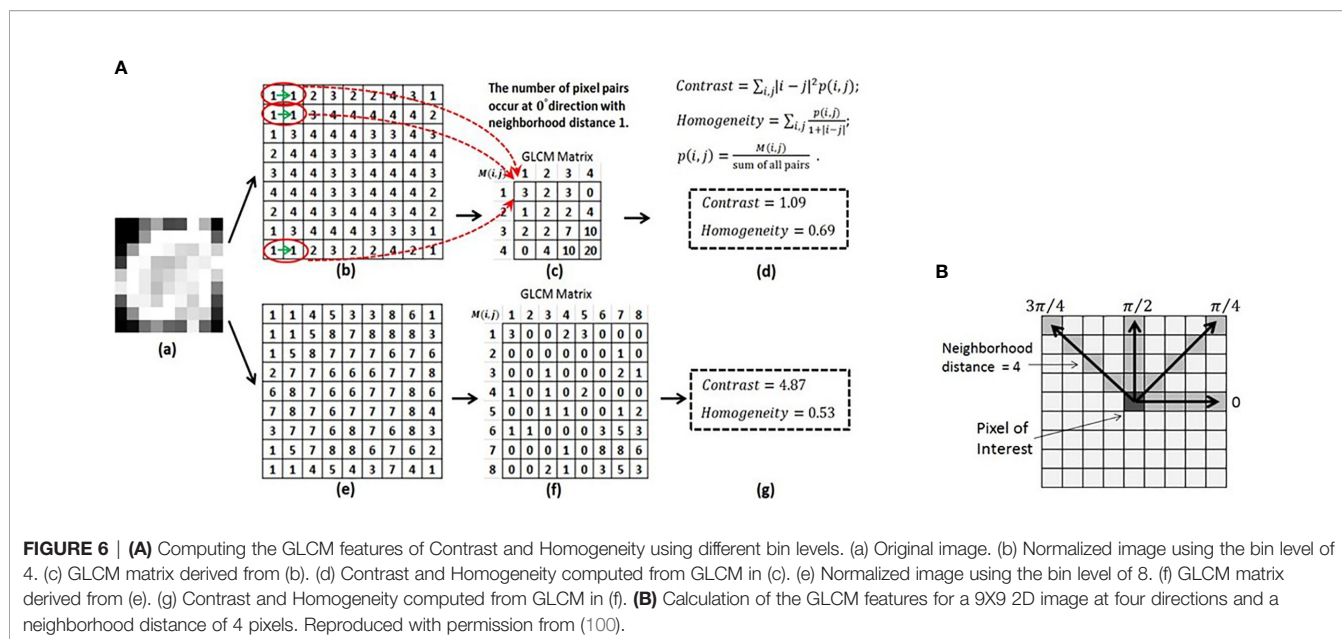 A
1 1 2 3 2 2 4 3 1
1 1 3 4 4 4 4 4 2
1 3 4 4 4 3 3 4 3
2 4 4 3 3 3 4 4 4
3 4 4 3 3 4 4 4 3
4 4 4 3 3 4 4 4 2
2 4 4 3 4 4 3 4 2
1 3 4 4 4 3 3 3 1
1 1 2 3 2 2 4 2 1
(b)
The number of pixel pairs
occur at 0°direction with
neighborhood distance 1.
GLCM Matrix
M(i,j) 1 2 3 4
1 3 2 3 0
2 1 2 2 4
3 2 2 7 10
4 0 4 10 20
(c)
Contrast = ∑i,j|i − j|²p(i,j);
Homogeneity = ∑i,j p(i,j)/1+|i−j|;
p(i,j) = M(i,j)/sum of all pairs .
Contrast = 1.09
Homogeneity = 0.69
(d)
(a)
1 1 4 5 3 3 8 6 1
1 1 5 8 7 8 8 8 3
1 5 8 7 7 7 6 7 6
2 7 7 6 6 6 7 7 8
6 8 7 6 6 7 7 8 6
7 8 7 6 7 7 7 8 4
3 7 7 6 8 7 6 8 3
1 5 7 8 8 6 7 6 2
1 1 4 5 4 3 7 4 1
(e)
GLCM Matrix
M(i,j) 1 2 3 4 5 6 7 8
1 3 0 0 2 3 0 0 0
2 0 0 0 0 0 0 1 0
3 0 0 1 0 0 0 2 1
4 1 0 1 0 2 0 0 0
5 0 0 1 1 0 0 1 2
6 1 1 0 0 0 3 5 3
7 0 0 0 1 0 8 8 6
8 0 0 2 1 0 3 5 3
(f)
Contrast = 4.87
Homogeneity = 0.53
(g)
B
3π/4 π/2 π/4
Neighborhood
distance = 4
0
Pixel of
Interest
FIGURE 6 | (A) Computing the GLCM features of Contrast and Homogeneity using different bin levels. (a) Original image. (b) Normalized image using the bin level of
4. (c) GLCM matrix derived from (b). (d) Contrast and Homogeneity computed from GLCM in (c). (e) Normalized image using the bin level of 8. (f) GLCM matrix
derived from (e). (g) Contrast and Homogeneity computed from GLCM in (f). (B) Calculation of the GLCM features for a 9X9 2D image at four directions and a
neighborhood distance of 4 pixels. Reproduced with permission from (100).